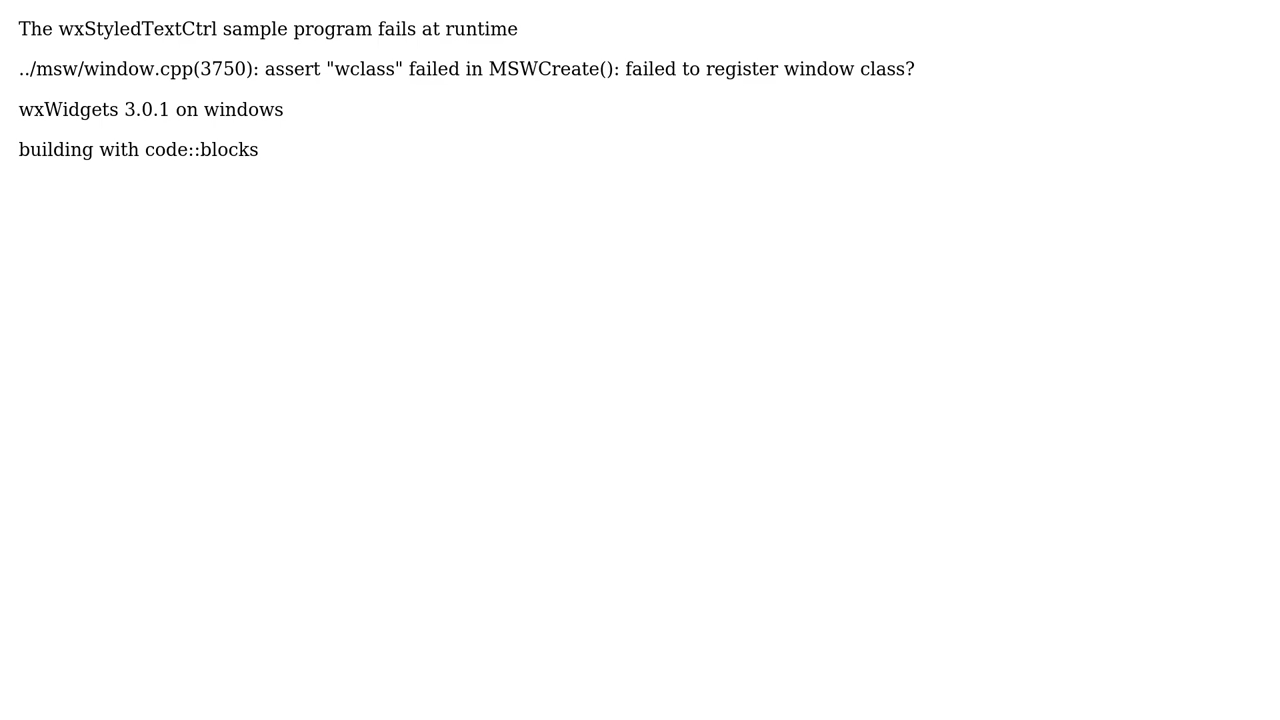 The wxStyledTextCtrl sample program fails at runtime
../msw/window.cpp(3750): assert "wclass" failed in MSWCreate(): failed to register window class?
wxWidgets 3.0.1 on windows
building with code::blocks